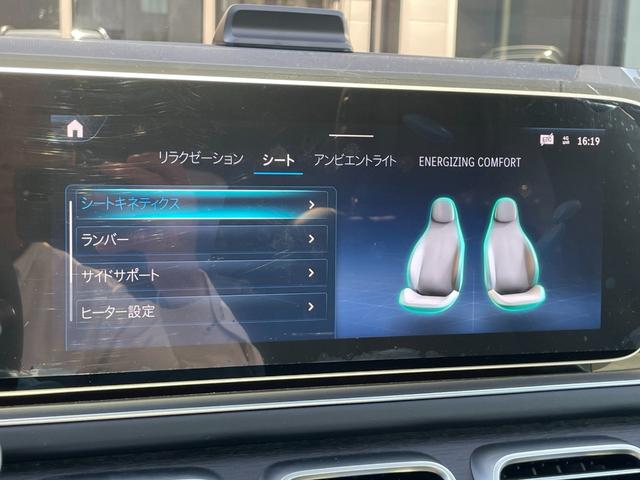 16:19
リラクゼーション シート アンビエントライト ENERGIZING COMFORT
シートキネティクス
ランバー
サイドサポート
ヒーター設定